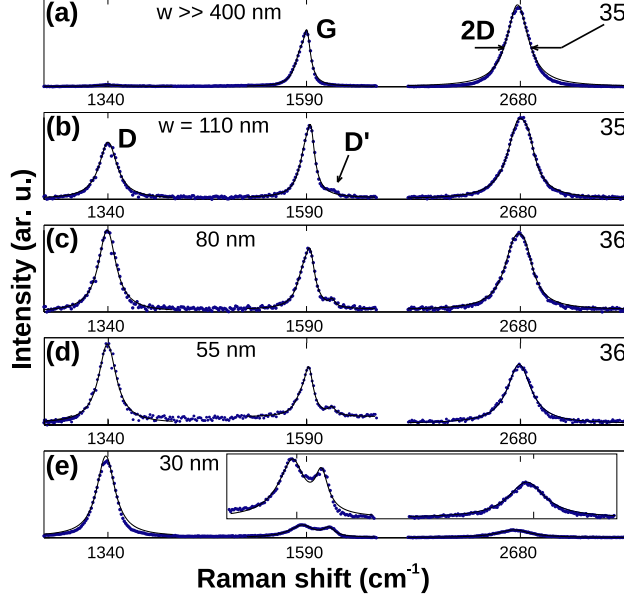 (a) w >> 400 nm G 2D 35
1340 1590 2680
(b) w = 110 nm D D' 35
1340 1590 2680
(c) 80 nm 36
1340 1590 2680
(d) 55 nm 36
1340 1590 2680
(e) 30 nm
1340 1590 2680
Intensity (ar. u.)
Raman shift (cm-1)